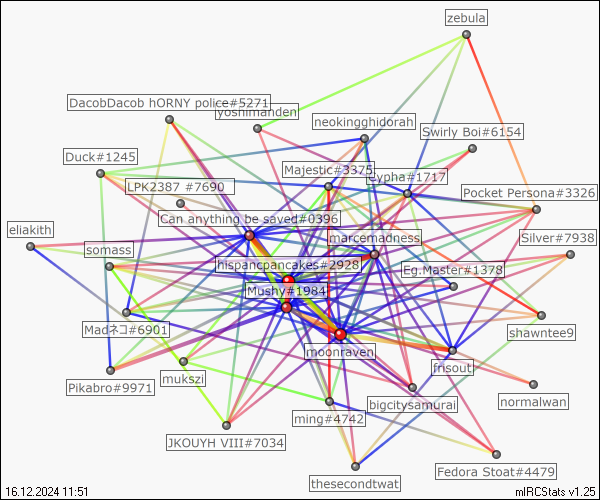 zebula
DacobDacob hORNY police#5271
yoshimanden
neokingghidorah
Swirly Boi#6154
Duck#1245
Majestic#3375
Cypha#1717
LPK2387 #7690
Pocket Persona#3326
Can anything be saved#0396
eliakith
marcemadness
Silver#7938
somass
hispancpancakes#2928
Eg.Master#1378
Mushy#1984
Madネコ#6901
shawntee9
moonraven
frisouti
Pikabro#9971
mukszi
normalwan
bigcitysamurai
ming#4742
JKOUYH VIII#7034
Fedora Stoat#4479
thesecondtwat
16.12.2024 11:51
mIRCStats v1.25